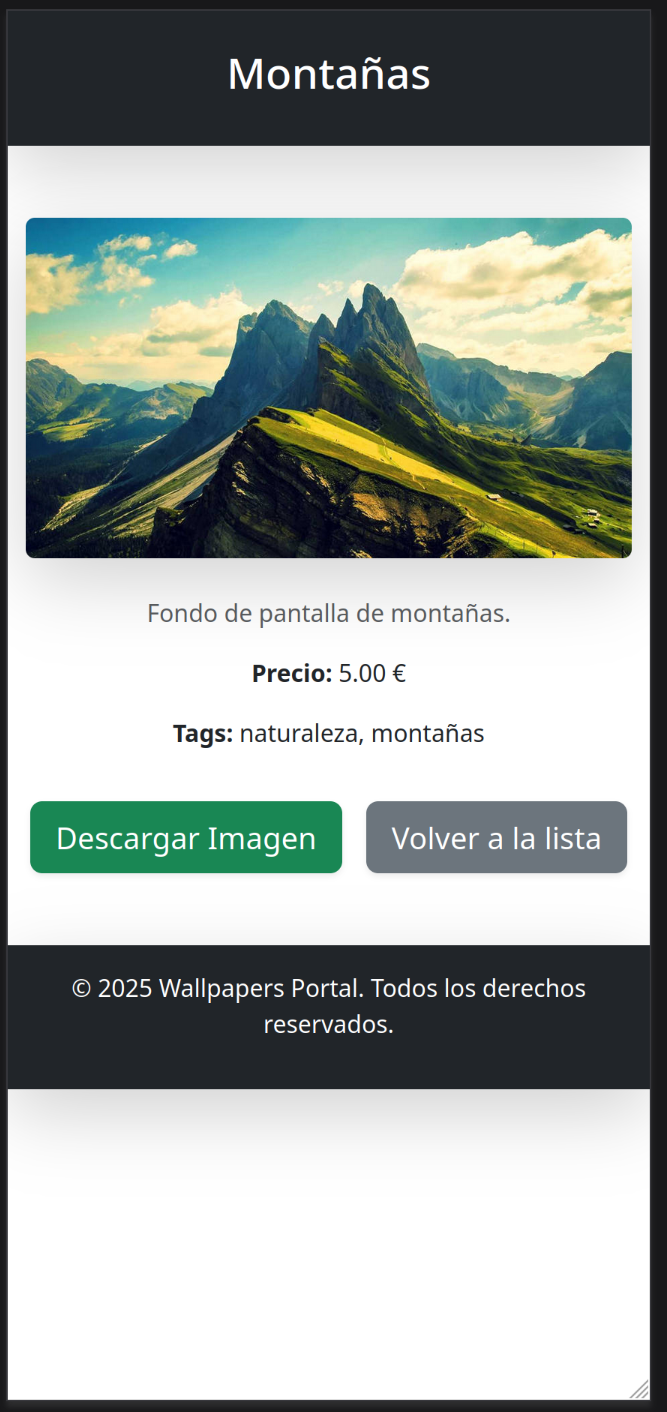 Montañas
Fondo de pantalla de montañas.
Precio: 5.00 €
Tags: naturaleza, montañas
Descargar Imagen
Volver a la lista
© 2025 Wallpapers Portal. Todos los derechos
reservados.